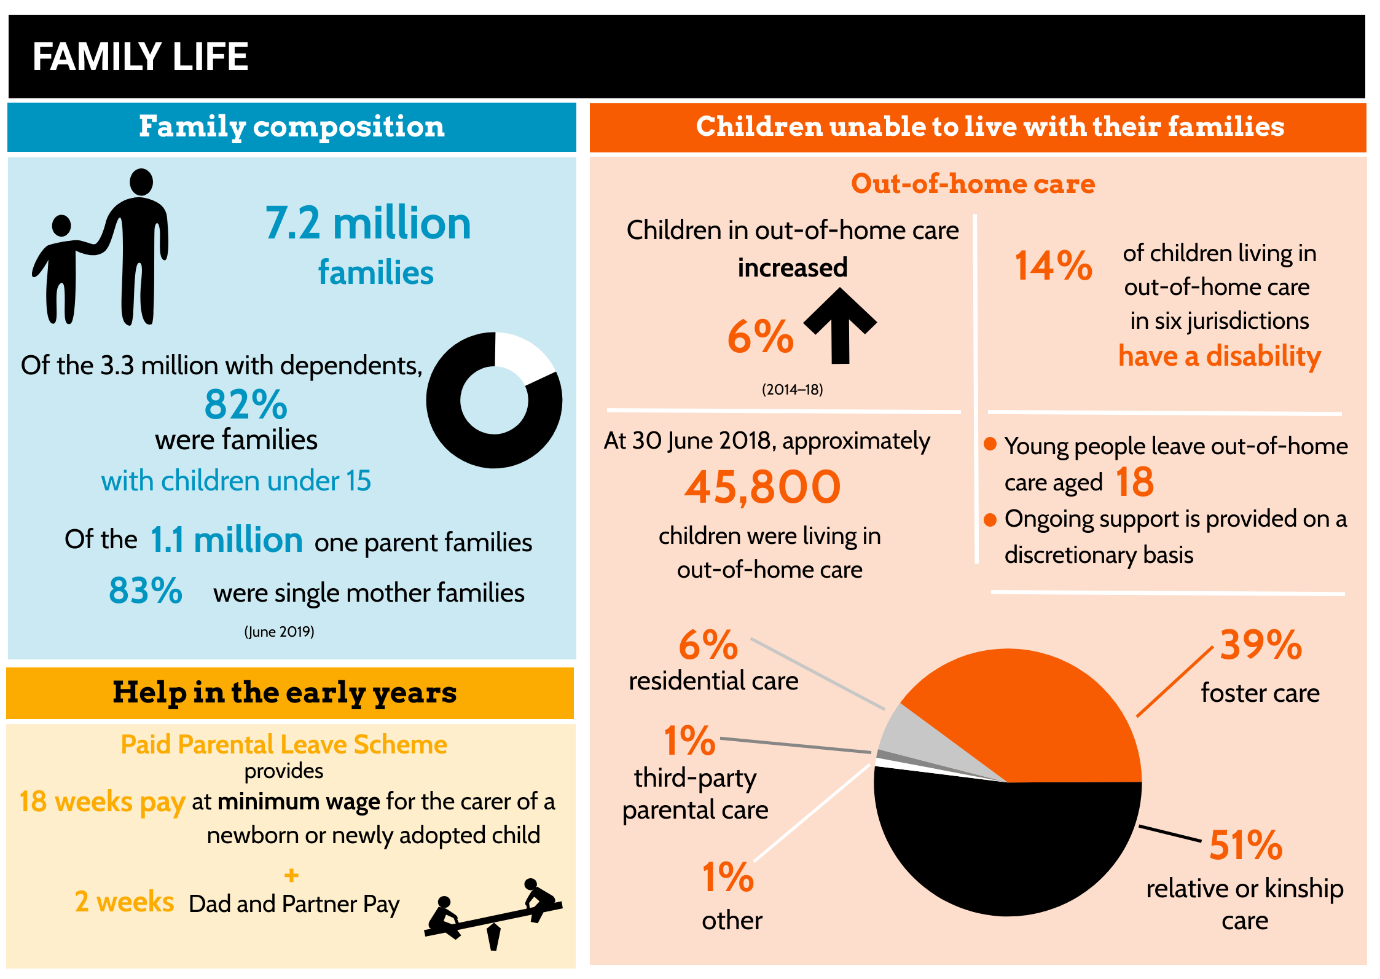 FAMILY LIFE
Family composition
7.2 million
families
Of the 3.3 million with dependents,
82%
were families
with children under 15
Of the 1.1 million one parent families
83% were single mother families
(June 2019)
Help in the early years
Paid Parental Leave Scheme
provides
18 weeks pay at minimum wage for the carer of a
newborn or newly adopted child
+
2 weeks Dad and Partner Pay
Children unable to live with their families
Out-of-home care
Children in out-of-home care
increased
6%
(2014–18)
14% of children living in
out-of-home care
in six jurisdictions
have a disability
At 30 June 2018, approximately
45,800
children were living in
out-of-home care
● Young people leave out-of-home
care aged 18
● Ongoing support is provided on a
discretionary basis
6%
residential care
1%
third-party
parental care
1%
other
39%
foster care
51%
relative or kinship
care